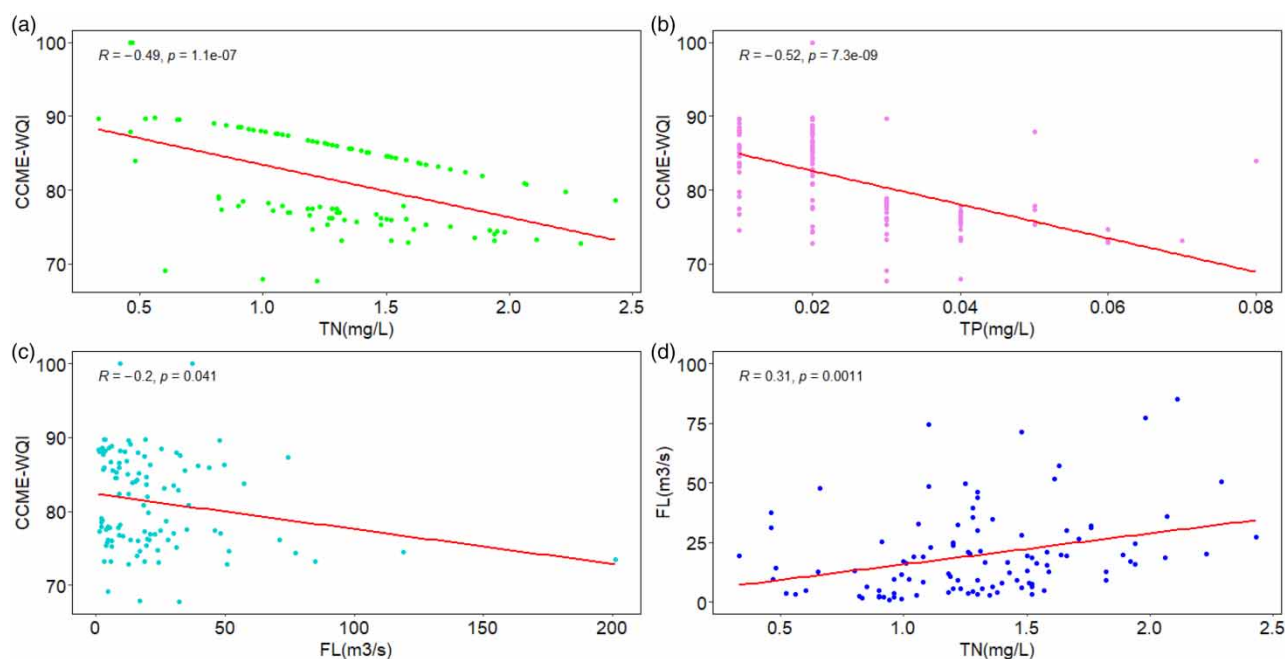 (a)
R = −0.49, p = 1.1e-07
CCME-WQI
100
90
80
70
0.5 1.0 1.5 2.0 2.5
TN(mg/L)
(b)
R = −0.52, p = 7.3e-09
CCME-WQI
100
90
80
70
0.02 0.04 0.06 0.08
TP(mg/L)
(c)
R = −0.2, p = 0.041
CCME-WQI
100
90
80
70
0 50 100 150 200
FL(m3/s)
(d)
R = 0.31, p = 0.0011
FL(m3/s)
100
75
50
25
0
0.5 1.0 1.5 2.0 2.5
TN(mg/L)